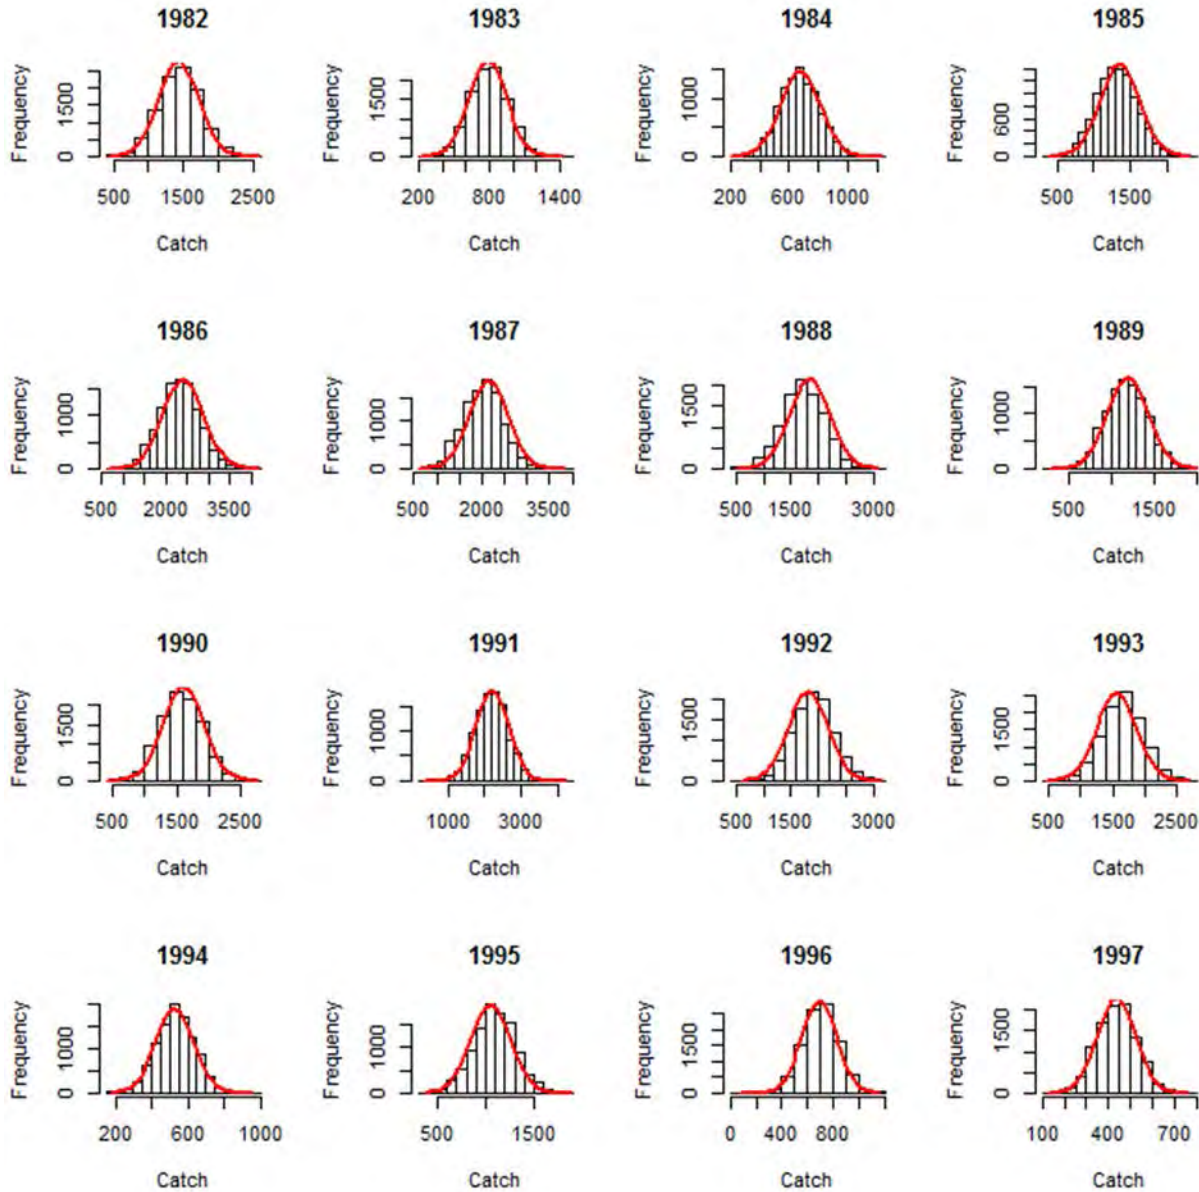 1982 1983 1984 1985
Frequency 0 1500 Frequency 0 1500 Frequency 0 1000 Frequency 0 600
500 1500 2500 200 800 1400 200 600 1000 500 1500
Catch Catch Catch Catch
1986 1987 1988 1989
Frequency 0 1000 Frequency 0 1000 Frequency 0 1500 Frequency 0 1000
500 2000 3500 500 2000 3500 500 1500 3000 500 1500
Catch Catch Catch Catch
1990 1991 1992 1993
Frequency 0 1500 Frequency 0 1000 Frequency 0 1500 Frequency 0 1500
500 1500 2500 1000 3000 500 1500 3000 500 1500 2500
Catch Catch Catch Catch
1994 1995 1996 1997
Frequency 0 1000 Frequency 0 1000 Frequency 0 1500 Frequency 0 1500
200 600 1000 500 1500 0 400 800 100 400 700
Catch Catch Catch Catch